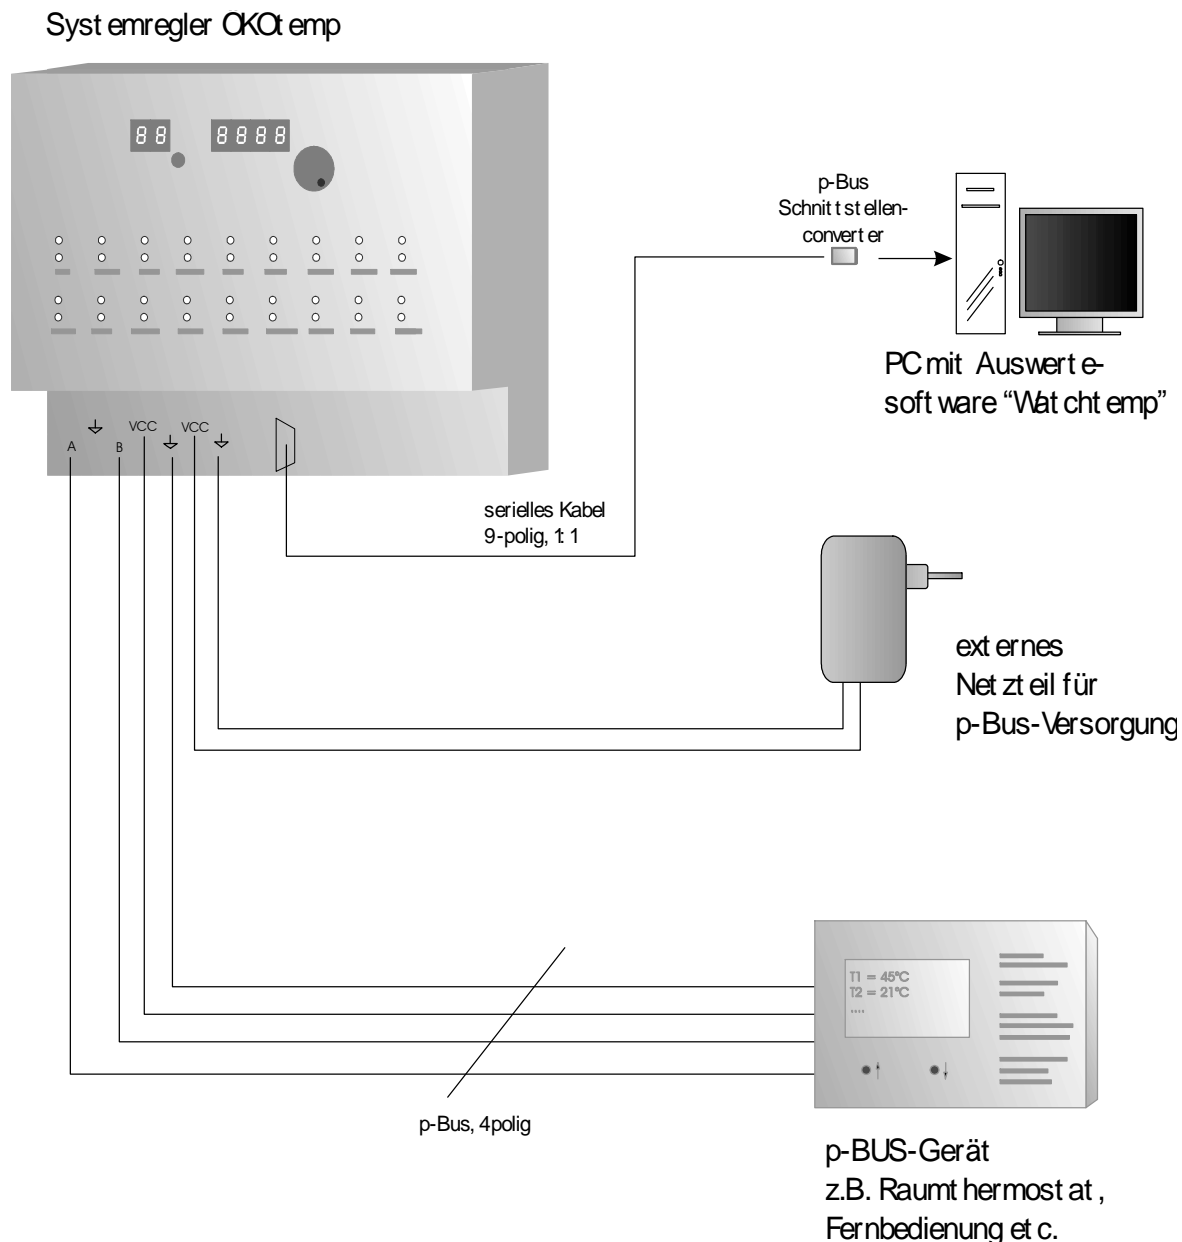 Systemregler ÖKOtemp
88 8888
p-Bus
Schnittstellen-
converter
PC mit Auswerte-
software “Watchtemp”
VCC VCC
A B
serielles Kabel
9-polig, 1:1
externes
Netzteil für
p-Bus-Versorgung
T1 = 45°C
T2 = 21°C
....
p-Bus, 4polig
p-BUS-Gerät
z.B. Raumthermostat,
Fernbedienung etc.